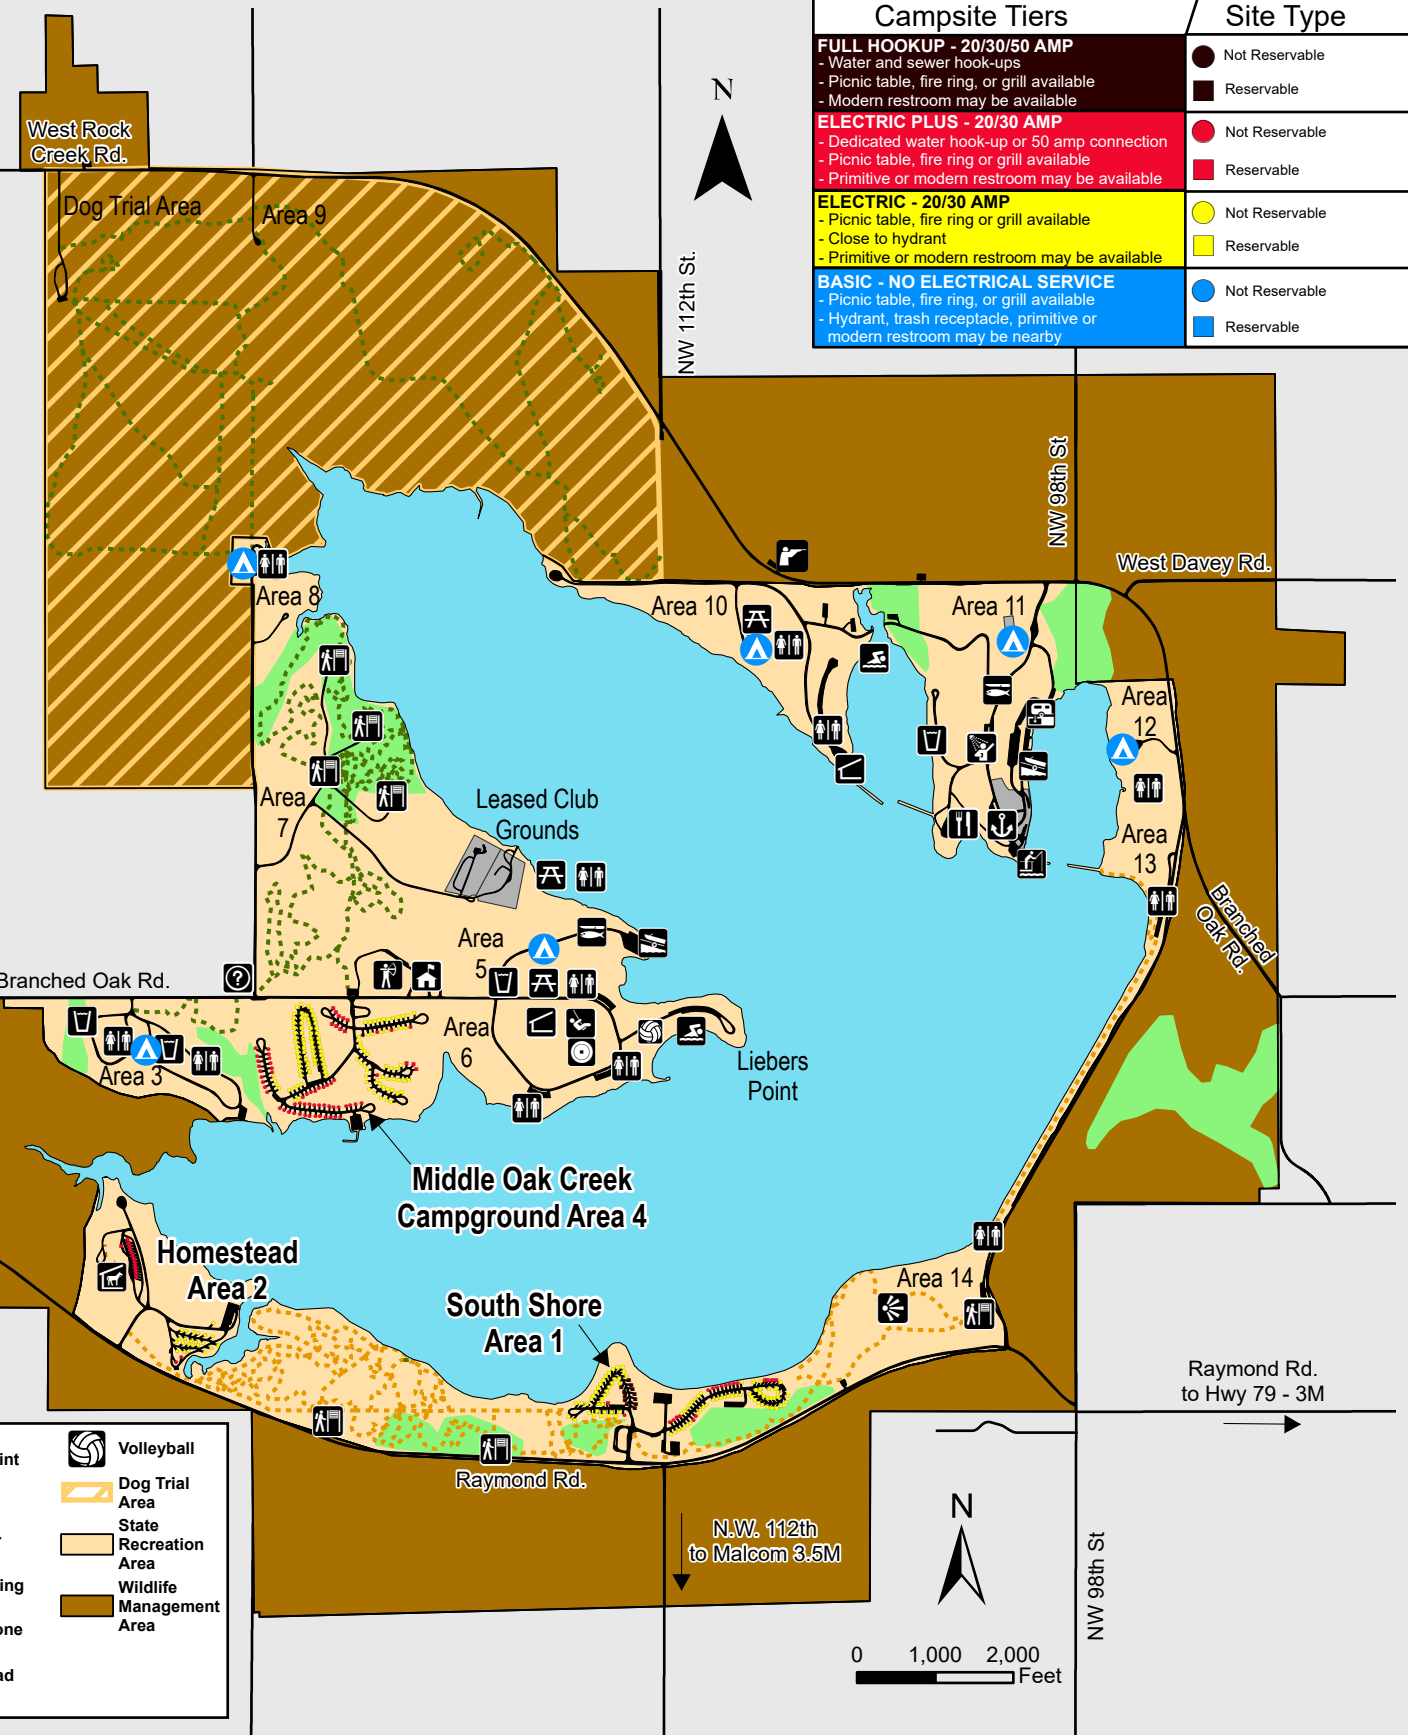 Campsite Tiers
Site Type
FULL HOOKUP - 20/30/50 AMP
- Water and sewer hook-ups
- Picnic table, fire ring, or grill available
- Modern restroom may be available
Not Reservable
Reservable
ELECTRIC PLUS - 20/30 AMP
- Dedicated water hook-up or 50 amp connection
- Picnic table, fire ring or grill available
- Primitive or modern restroom may be available
Not Reservable
Reservable
ELECTRIC - 20/30 AMP
- Picnic table, fire ring or grill available
- Close to hydrant
- Primitive or modern restroom may be available
Not Reservable
Reservable
BASIC - NO ELECTRICAL SERVICE
- Picnic table, fire ring, or grill available
- Hydrant, trash receptacle, primitive or
modern restroom may be nearby
Not Reservable
Reservable
N
West Rock
Creek Rd.
Dog Trial Area
Area 9
NW 112th St.
NW 98th St
West Davey Rd.
Area 8
Area 10
Area 11
Area
12
Area
7
Leased Club
Grounds
Area
13
Branched
Oak Rd.
Area
5
Branched Oak Rd.
?
Area
6
Area 3
Liebers
Point
Middle Oak Creek
Campground Area 4
Homestead
Area 2
South Shore
Area 1
Area 14
Raymond Rd.
to Hwy 79 - 3M
Raymond Rd.
N.W. 112th
to Malcom 3.5M
N
NW 98th St
0 1,000 2,000
Feet
int
ing
one
ad
Volleyball
Dog Trial
Area
State
Recreation
Area
Wildlife
Management
Area